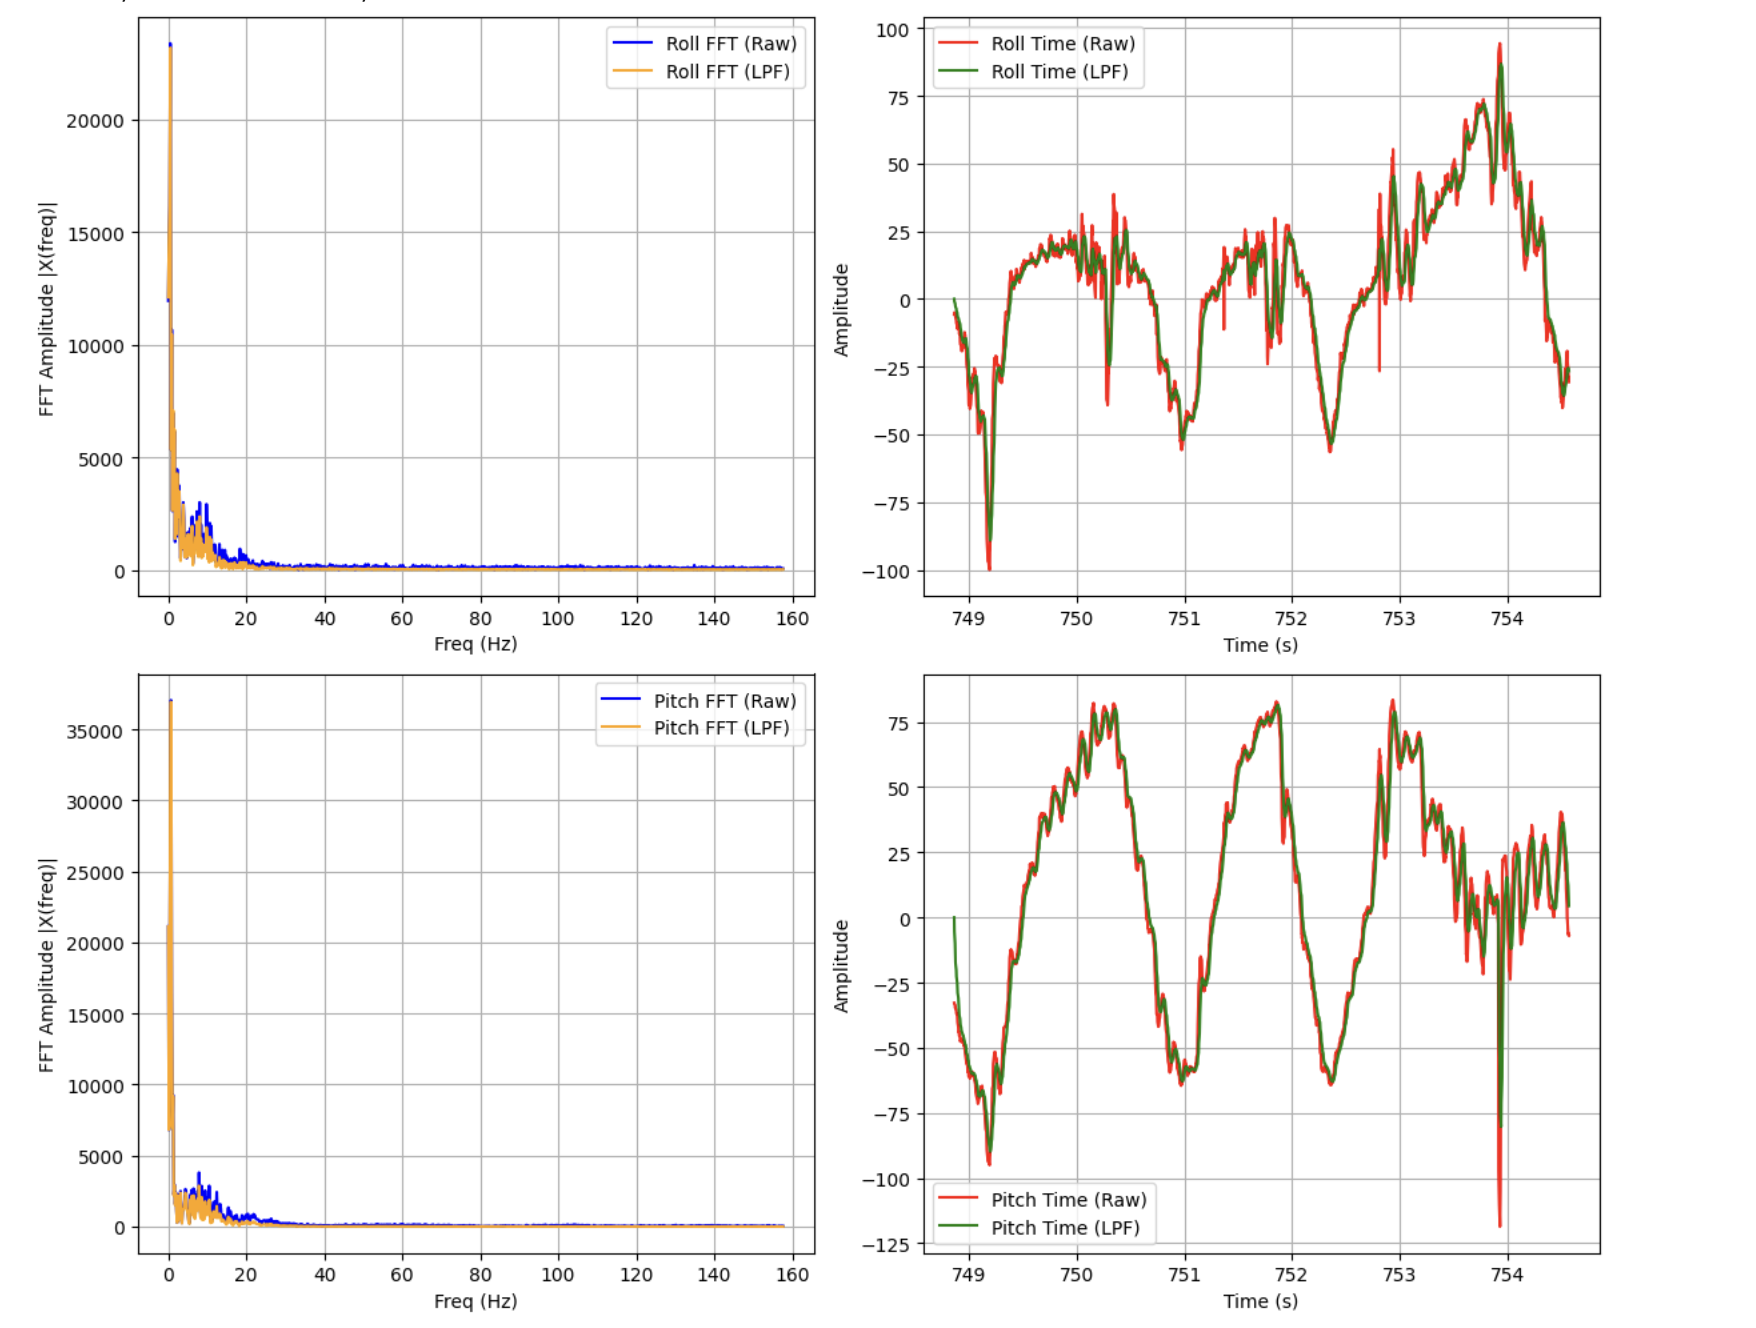 Roll FFT (Raw)
Roll FFT (LPF)
20000
15000
10000
5000
0
FFT Amplitude |X(freq)|
0 20 40 60 80 100 120 140 160
Freq (Hz)
Roll Time (Raw)
Roll Time (LPF)
100
75
50
25
0
−25
−50
−75
−100
Amplitude
749 750 751 752 753 754
Time (s)
Pitch FFT (Raw)
Pitch FFT (LPF)
35000
30000
25000
20000
15000
10000
5000
0
FFT Amplitude |X(freq)|
0 20 40 60 80 100 120 140 160
Freq (Hz)
75
50
25
0
−25
−50
−75
−100
−125
Amplitude
Pitch Time (Raw)
Pitch Time (LPF)
749 750 751 752 753 754
Time (s)